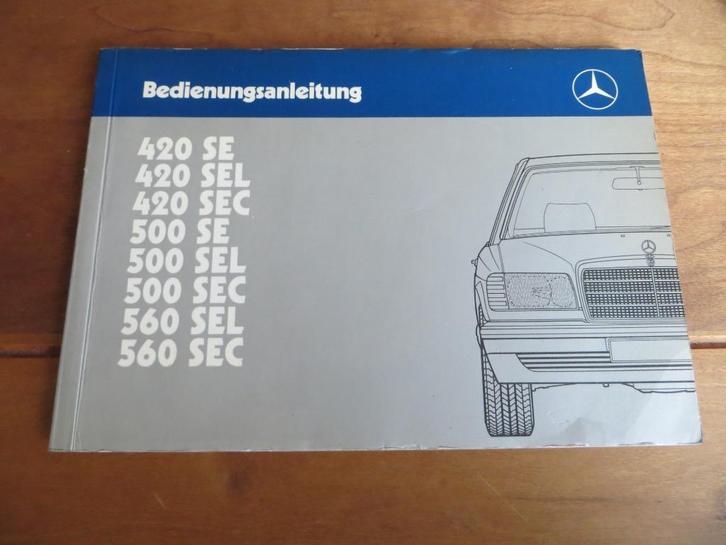 Bedienungsanleitung
420 SE
420 SEL
420 SEC
500 SE
500 SEL
500 SEC
560 SEL
560 SEC